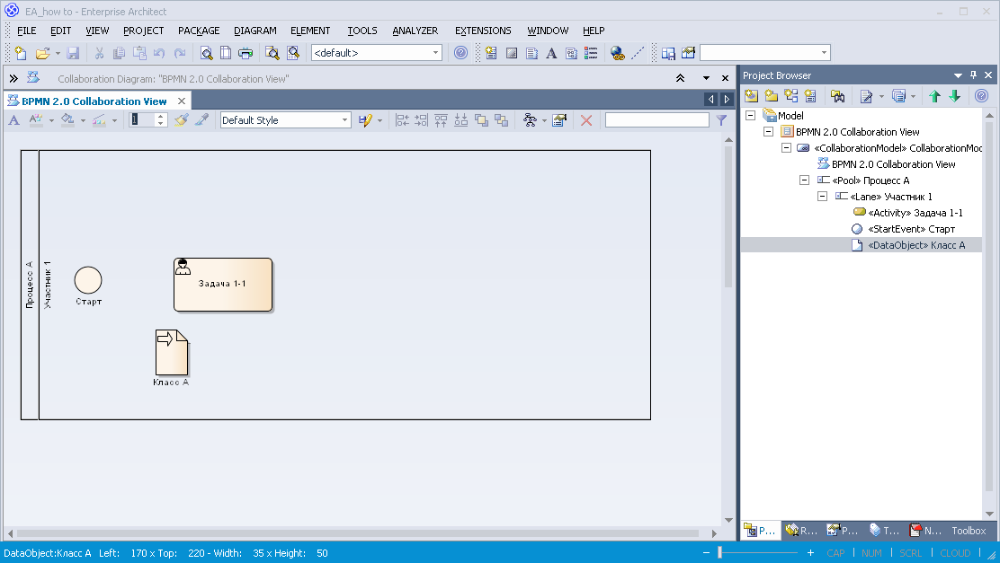 EA_how to - Enterprise Architect
FILE EDIT VIEW PROJECT PACKAGE DIAGRAM ELEMENT TOOLS ANALYZER EXTENSIONS WINDOW HELP
<default>
Collaboration Diagram: "BPMN 2.0 Collaboration View"
BPMN 2.0 Collaboration View
A A 1 Default Style
Процесс А
Участник 1
Старт
Задача 1-1
Класс А
Project Browser
Model
BPMN 2.0 Collaboration View
«CollaborationModel» CollaborationMod
BPMN 2.0 Collaboration View
«Pool» Процесс А
«Lane» Участник 1
«Activity» Задача 1-1
«StartEvent» Старт
«DataObject» Класс А
P... R... P... T... N... Toolbox
DataObject:Класс А Left: 170 x Top: 220 - Width: 35 x Height: 50
CAP NUM SCRL CLOUD